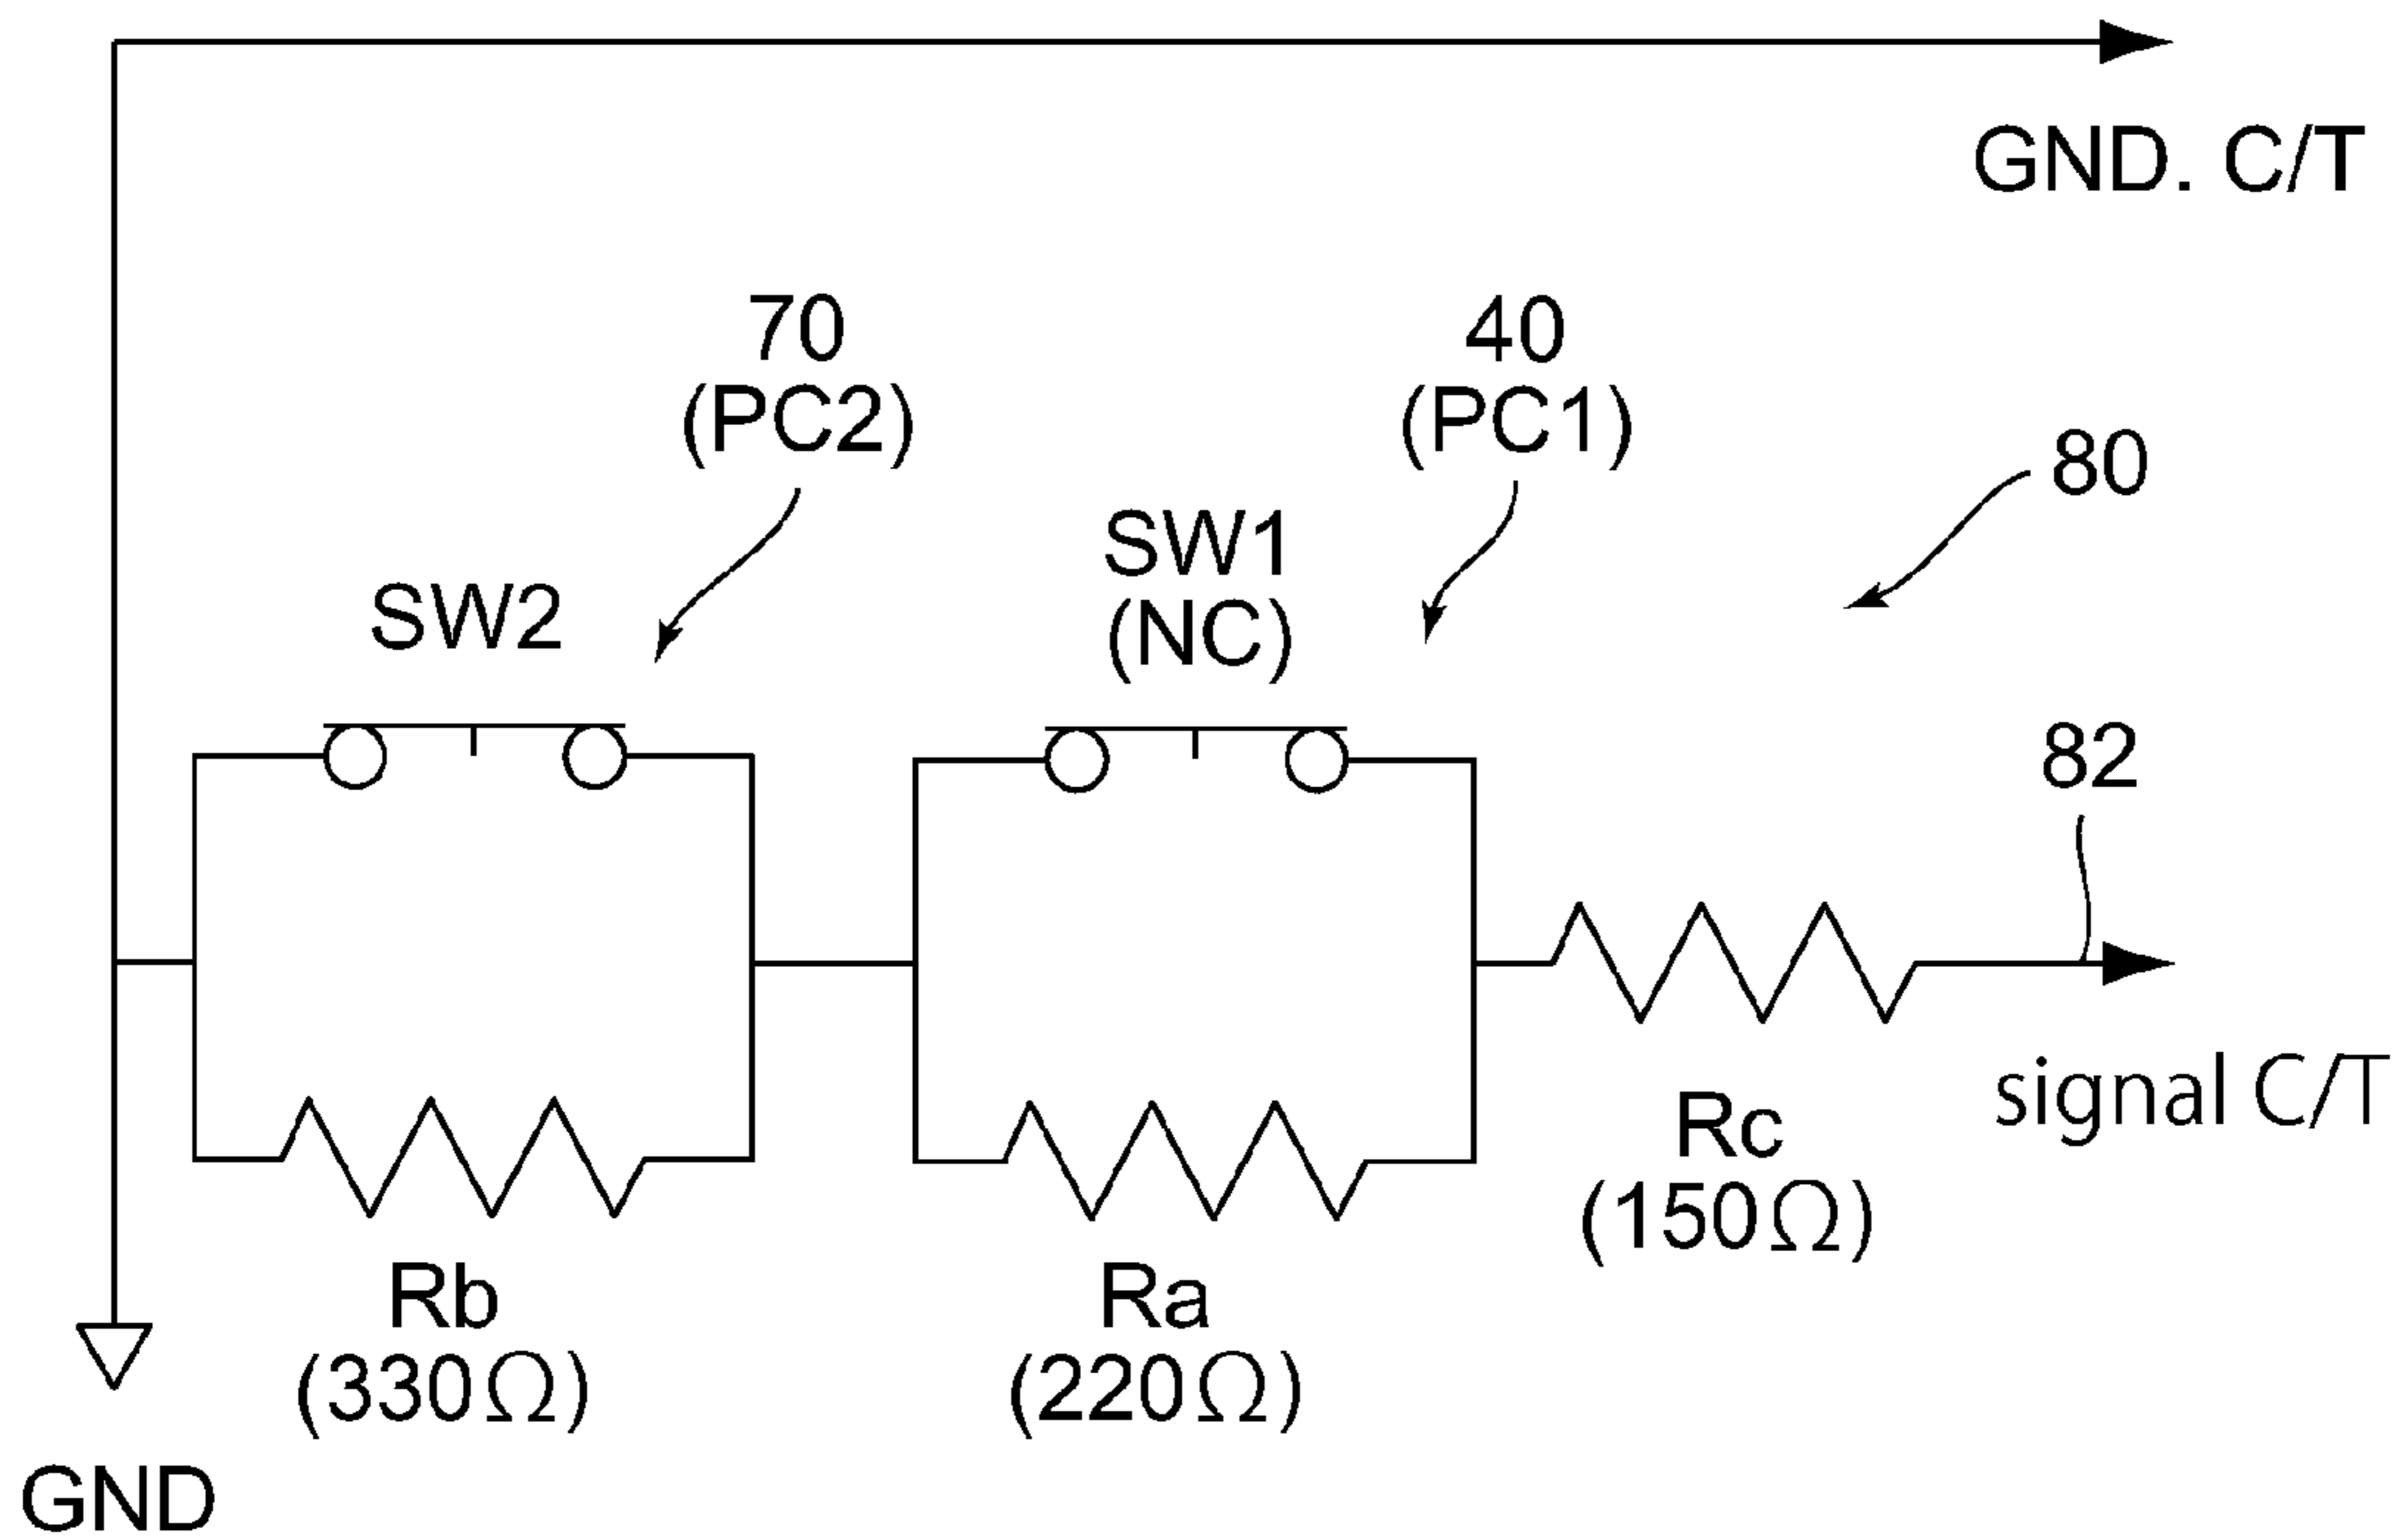 GND. C/T
70
(PC2)
40
(PC1)
80
SW1
(NC)
SW2
82
signal C/T
Rc
(150Ω)
Rb
(330Ω)
Ra
(220Ω)
GND